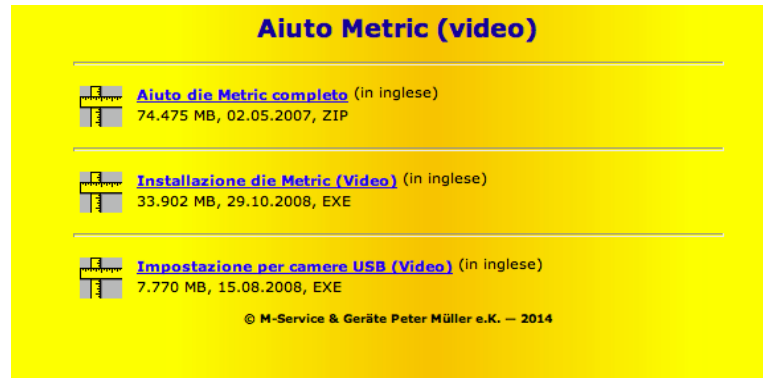 Aiuto Metric (video)
Aiuto die Metric completo (in inglese)
74.475 MB, 02.05.2007, ZIP
Installazione die Metric (Video) (in inglese)
33.902 MB, 29.10.2008, EXE
Impostazione per camere USB (Video) (in inglese)
7.770 MB, 15.08.2008, EXE
© M-Service & Geräte Peter Müller e.K. — 2014